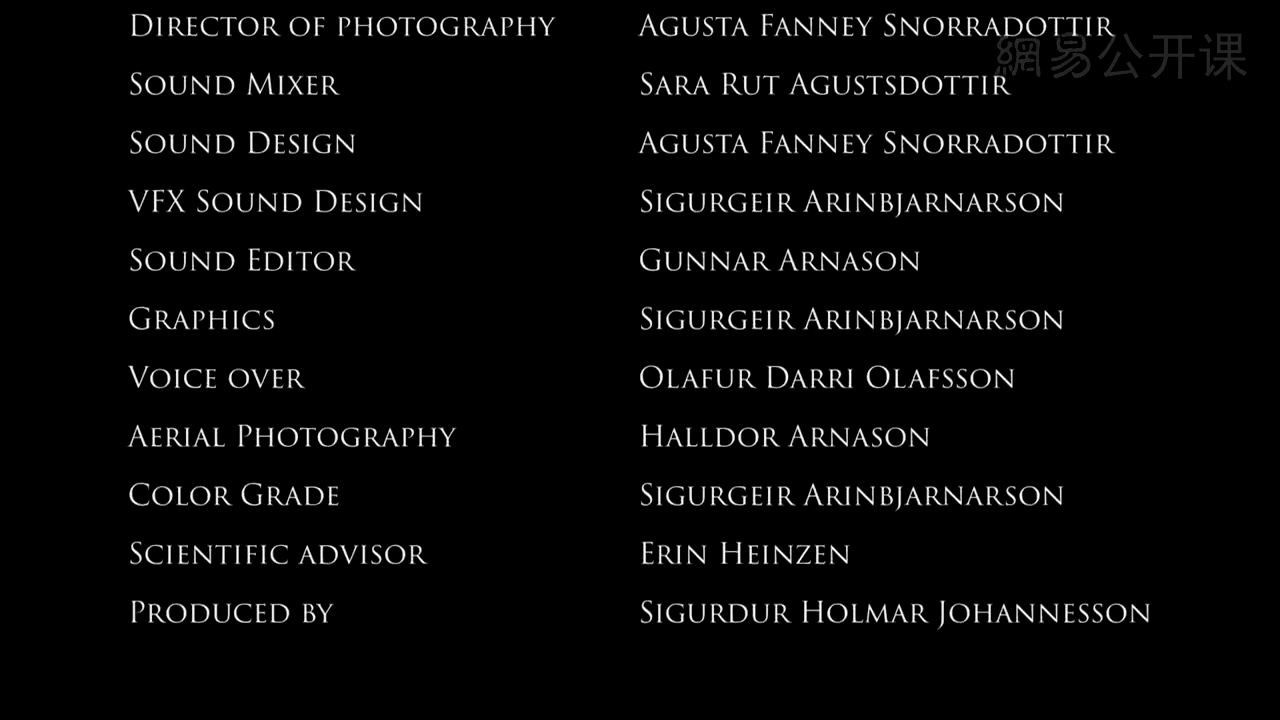 Director of photography Agusta Fanney Snorradottir
網易公开课
Sound Mixer Sara Rut Agustsdottir
Sound Design Agusta Fanney Snorradottir
VFX Sound Design Sigurgeir Arinbjarnarson
Sound Editor Gunnar Arnason
Graphics Sigurgeir Arinbjarnarson
Voice over Olafur Darri Olafsson
Aerial Photography Halldor Arnason
Color Grade Sigurgeir Arinbjarnarson
Scientific advisor Erin Heinzen
Produced by Sigurdur Holmar Johannesson